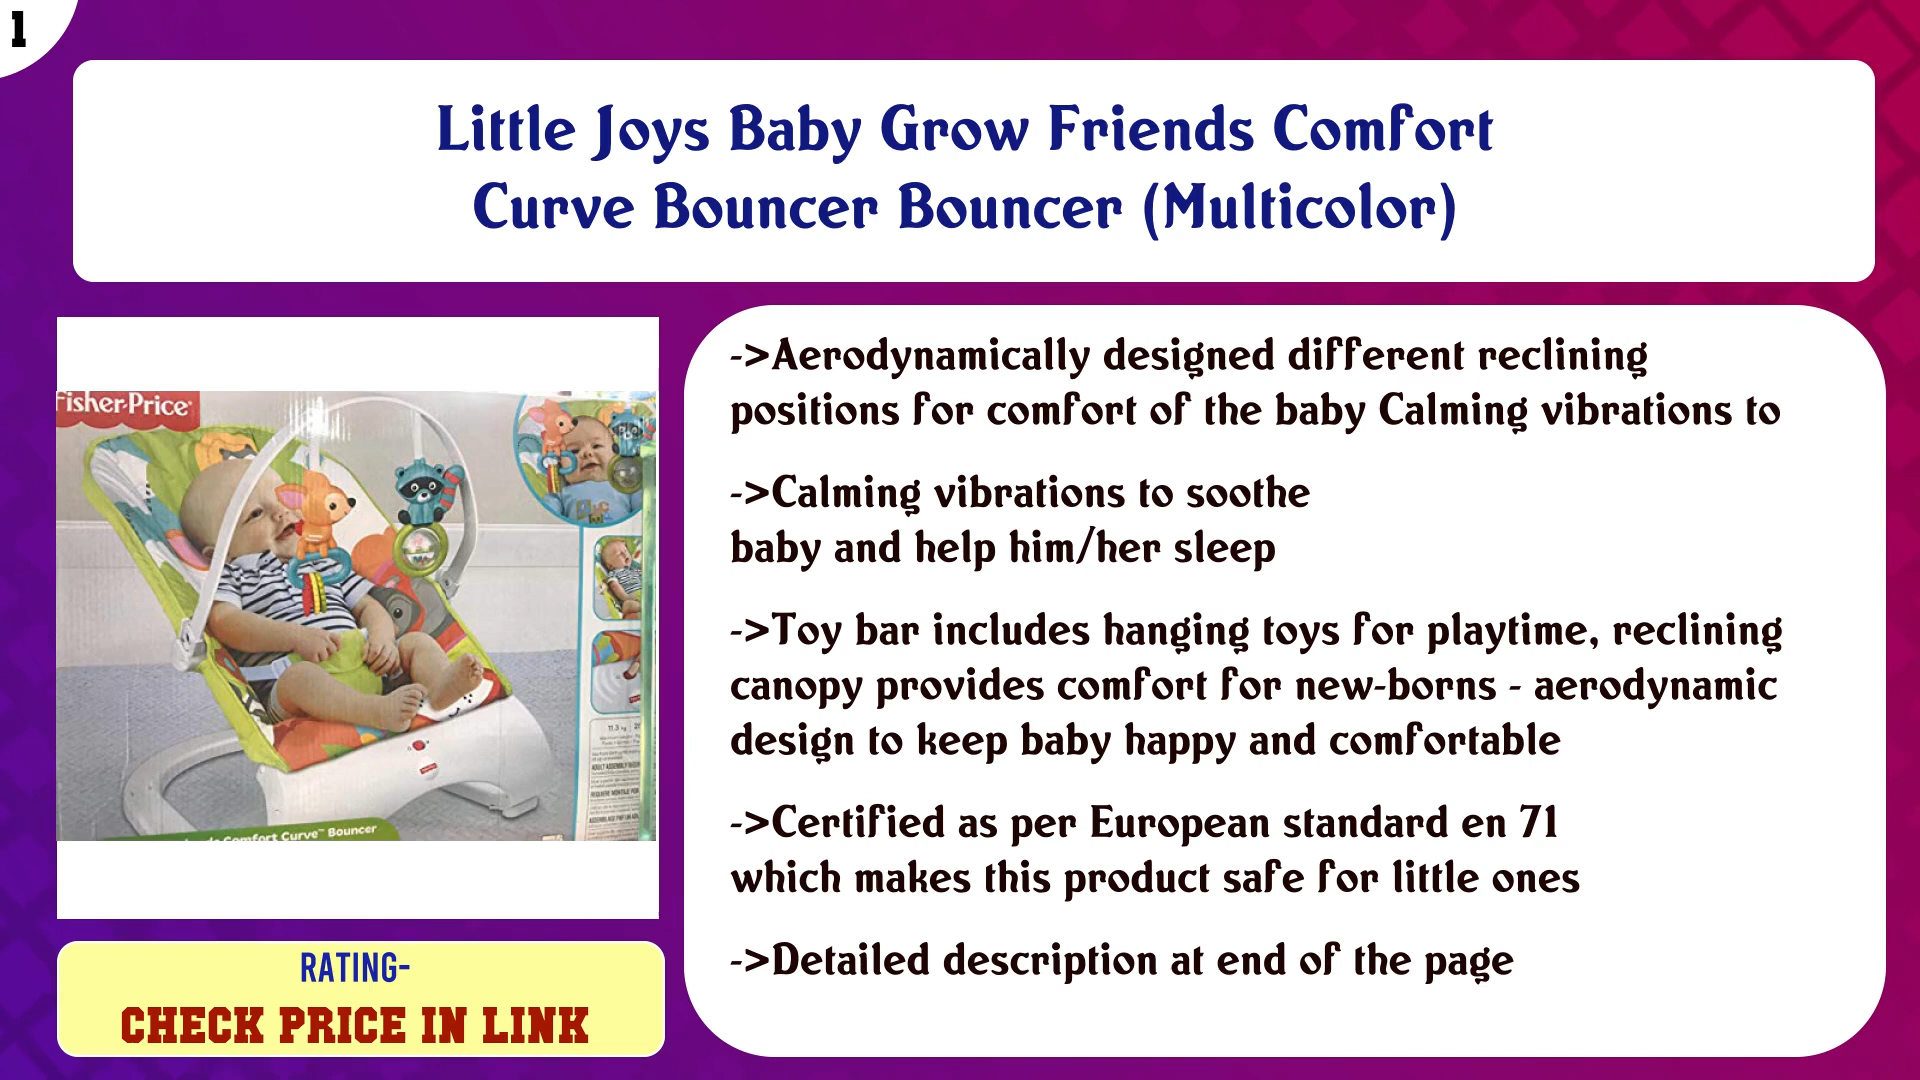 1
Little Joys Baby Grow Friends Comfort
Curve Bouncer Bouncer (Multicolor)
Fisher-Price
Comfort Curve™ Bouncer
11.3 kg
->Aerodynamically designed different reclining
positions for comfort of the baby Calming vibrations to
->Calming vibrations to soothe
baby and help him/her sleep
->Toy bar includes hanging toys for playtime, reclining
canopy provides comfort for new-borns - aerodynamic
design to keep baby happy and comfortable
->Certified as per European standard en 71
which makes this product safe for little ones
->Detailed description at end of the page
RATING-
CHECK PRICE IN LINK